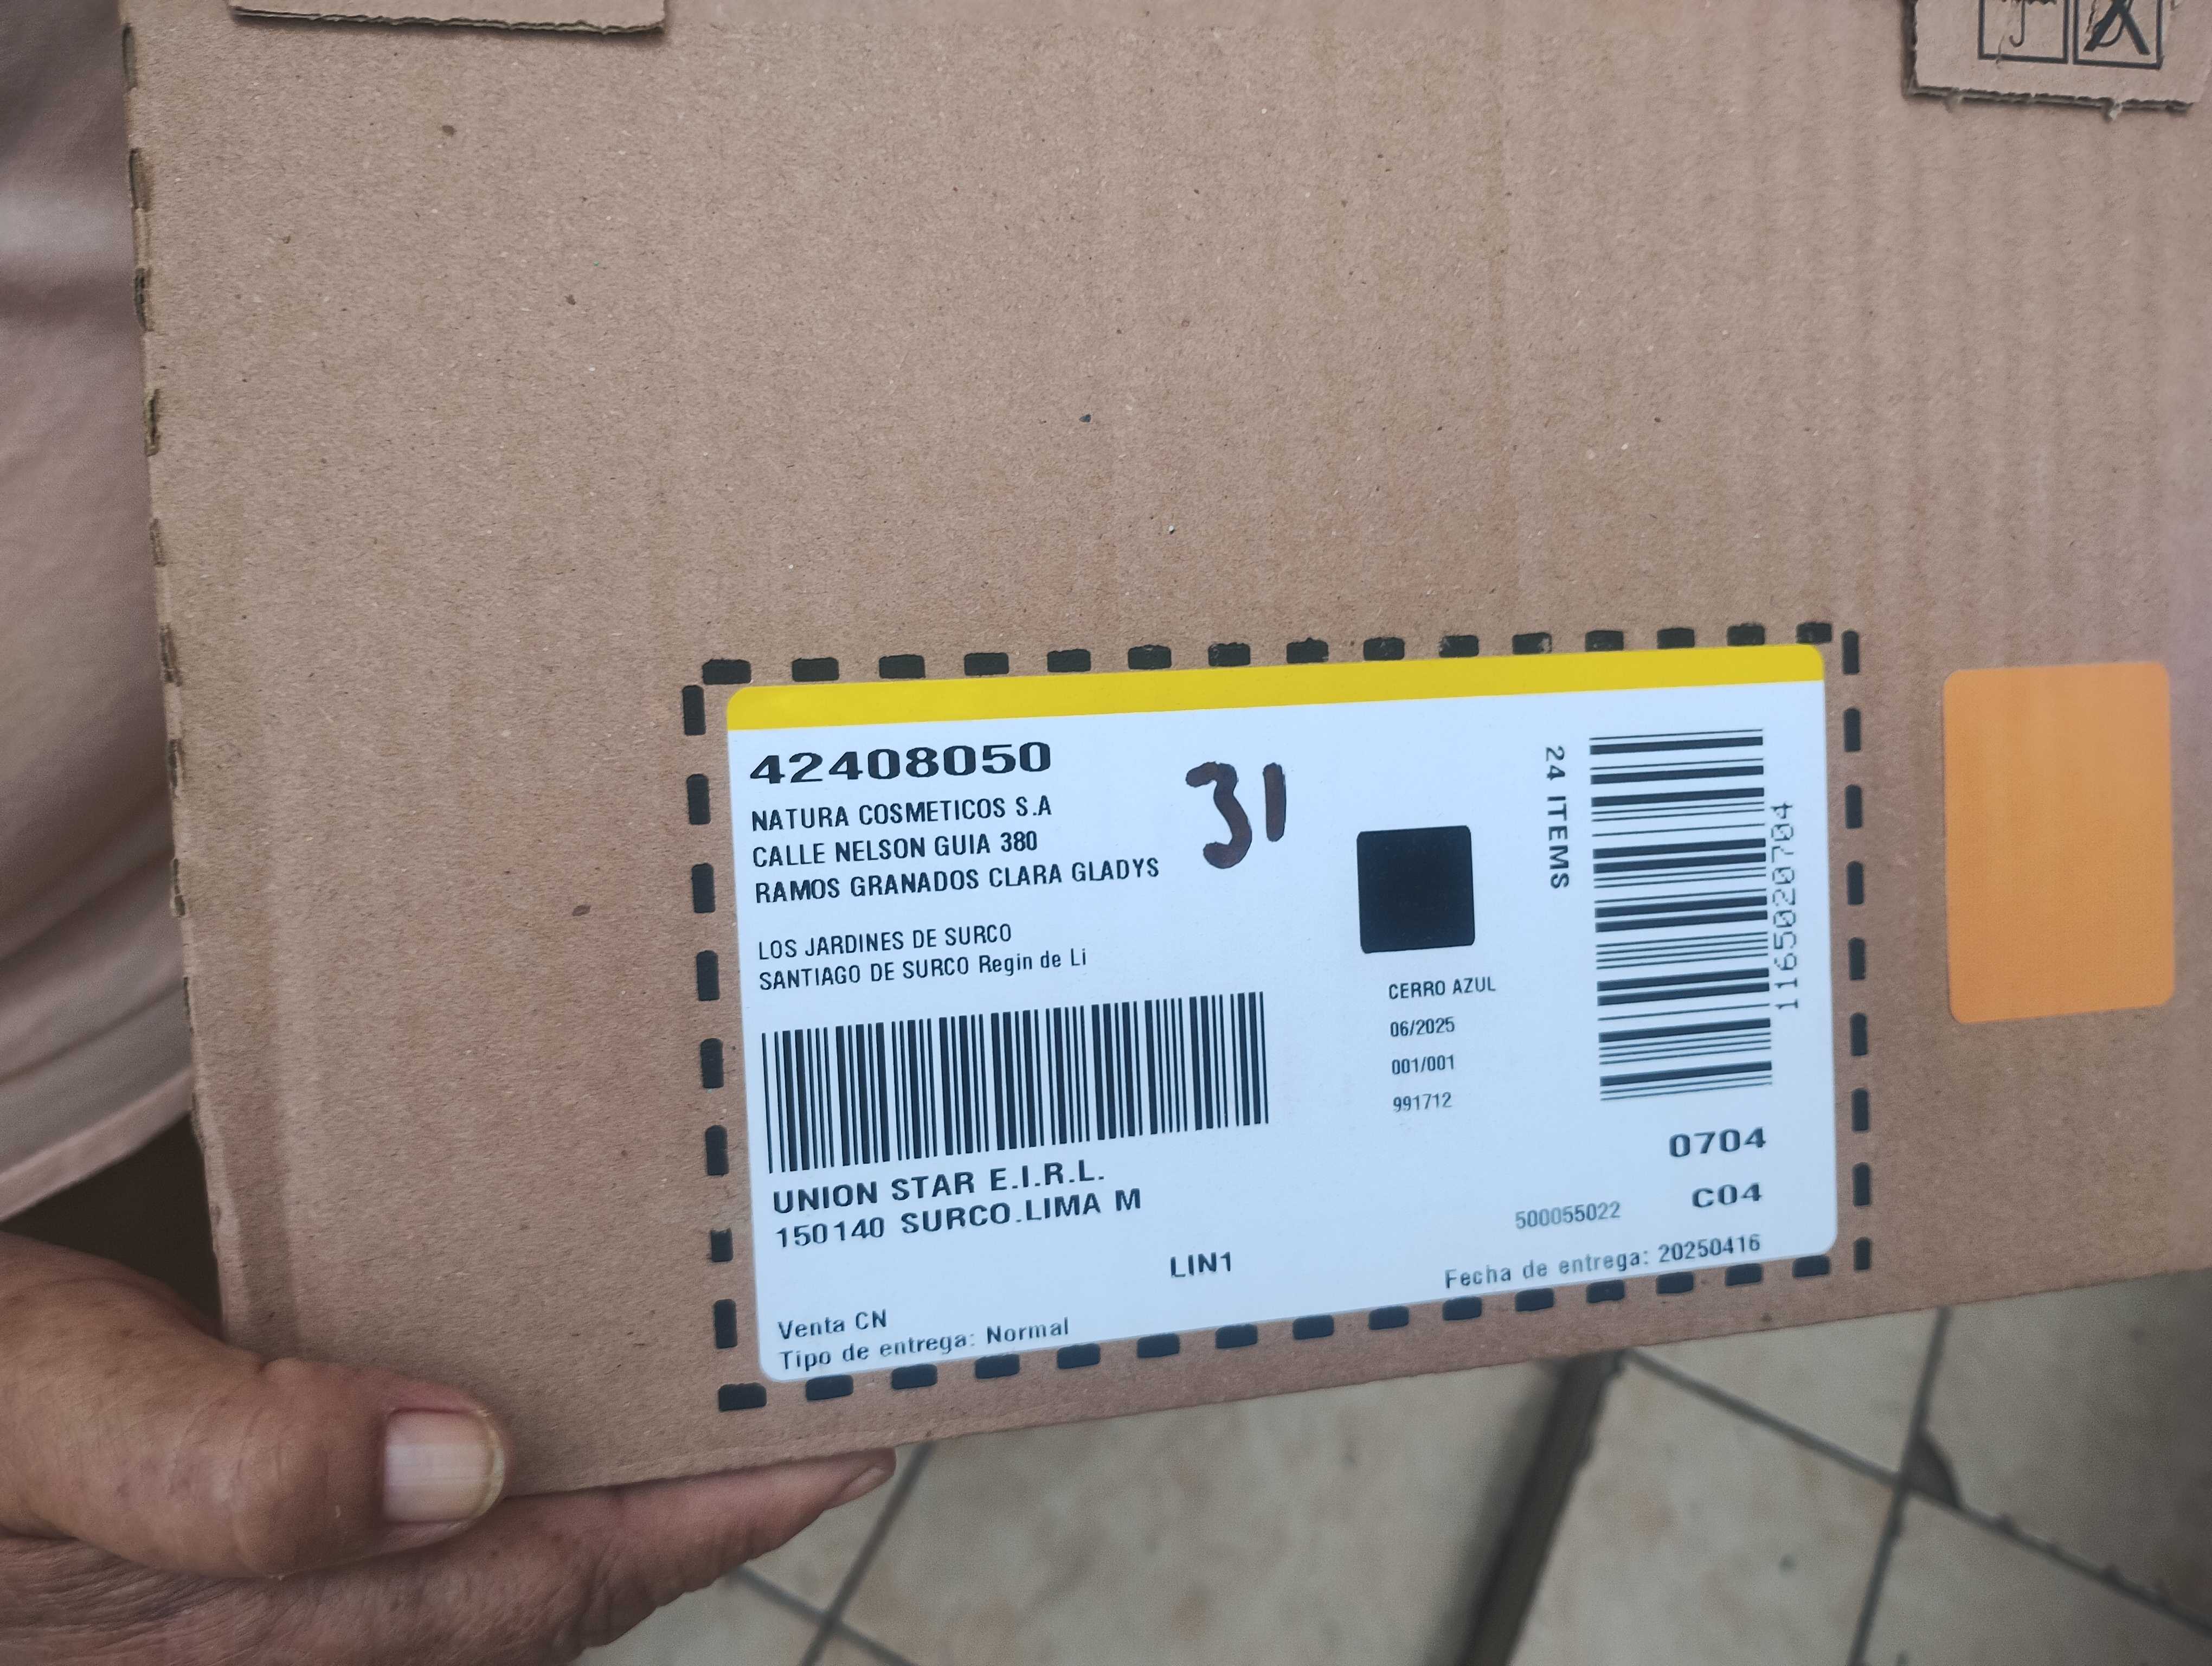 42408050
NATURA COSMETICOS S.A
CALLE NELSON GUIA 380
RAMOS GRANADOS CLARA GLADYS
LOS JARDINES DE SURCO
SANTIAGO DE SURCO Regin de Li
31
24 ITEMS
11650207704
CERRO AZUL
06/2025
001/001
991712
UNION STAR E.I.R.L.
150140 SURCO.LIMA M
0704
C04
500055022
LIN1
Fecha de entrega: 20250416
Venta CN
Tipo de entrega: Normal